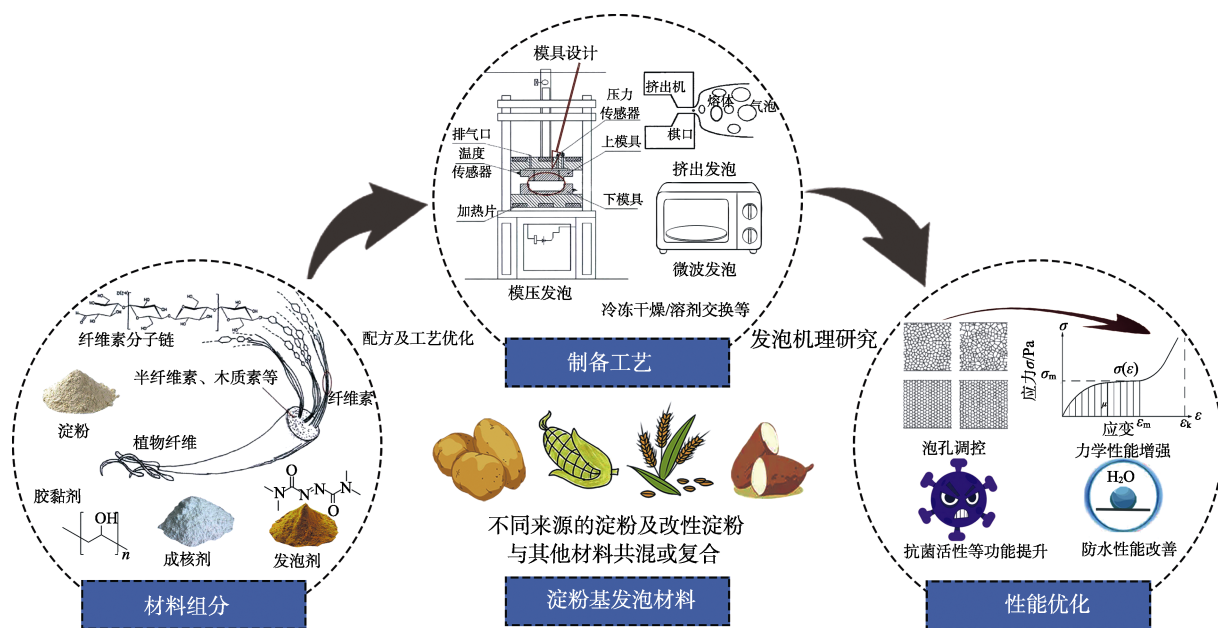 模具设计
压力
传感器
排气口
温度
传感器
上模具
下模具
加热片
模压发泡
挤出机
熔体
气泡
棋口
挤出发泡
微波发泡
冷冻干燥/溶剂交换等
制备工艺
配方及工艺优化
发泡机理研究
纤维素分子链
半纤维素、木质素等
纤维素
淀粉
植物纤维
胶黏剂
OH
n
成核剂
N
N
N
N
O
O
发泡剂
材料组分
不同来源的淀粉及改性淀粉
与其他材料共混或复合
淀粉基发泡材料
泡孔调控
σ
应力σ/Pa
σm
σ(ε)
μ
应变
εm
εk
ε
力学性能增强
抗菌活性等功能提升
H₂O
防水性能改善
性能优化